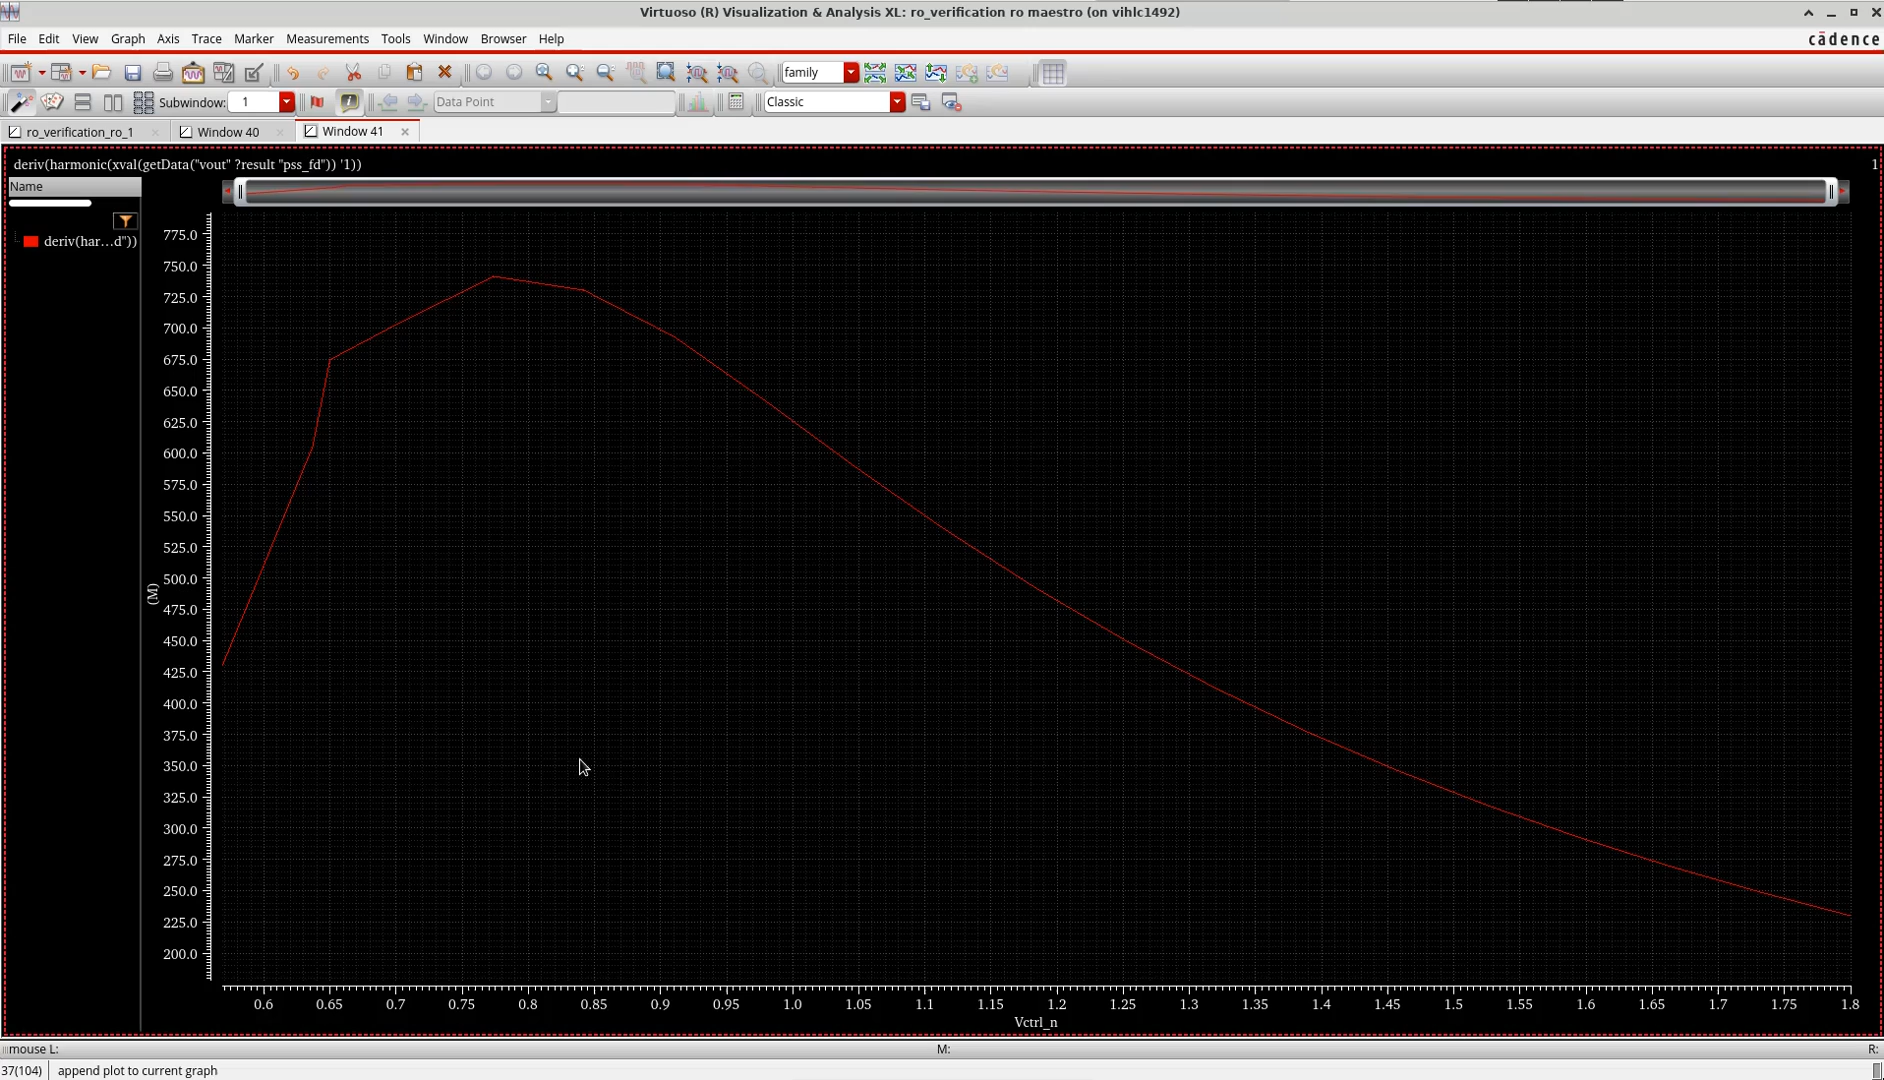 Virtuoso (R) Visualization & Analysis XL: ro_verification ro maestro (on vihlc1492)
File Edit View Graph Axis Trace Marker Measurements Tools Window Browser Help
cādence
family
Subwindow: 1 Data Point Classic
ro_verification_ro_1 Window 40 Window 41
deriv(harmonic(xval(getData("vout" ?result "pss_fd")) '1))
1
Name
deriv(har...d"))
775.0
750.0
725.0
700.0
675.0
650.0
625.0
600.0
575.0
550.0
525.0
500.0
475.0
450.0
425.0
400.0
375.0
350.0
325.0
300.0
275.0
250.0
225.0
200.0
(M)
0.6 0.65 0.7 0.75 0.8 0.85 0.9 0.95 1.0 1.05 1.1 1.15 1.2 1.25 1.3 1.35 1.4 1.45 1.5 1.55 1.6 1.65 1.7 1.75 1.8
Vctrl_n
mouse L: M: R:
37(104) append plot to current graph